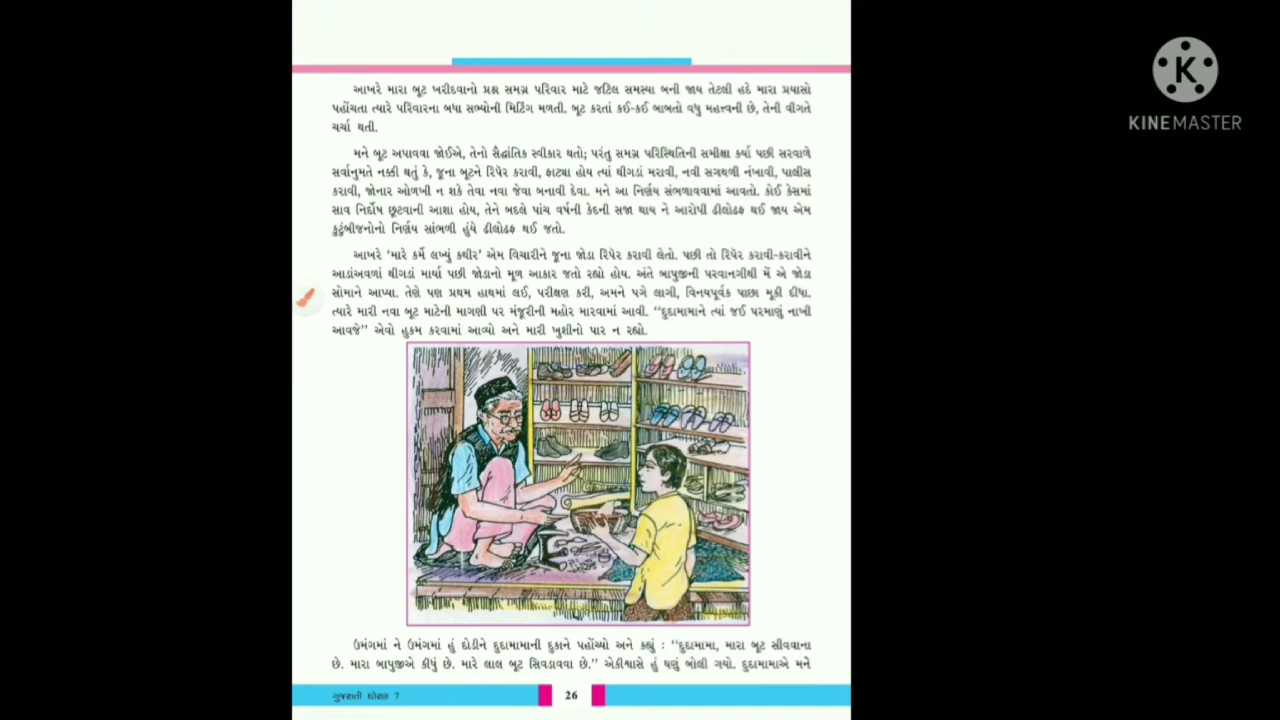 આખરે મારા બૂટ ખરીદવાનો પ્રશ્ન સમગ્ર પરિવાર માટે જટિલ સમસ્યા બની જાય તેટલી હદે મારા પ્રયાસો
પહોંચતા ત્યારે પરિવારના બધા સભ્યોની મિટિંગ મળતી. બૂટ કરતાં કઈ-કઈ બાબતો વધુ મહત્ત્વની છે, તેની વીગતે
ચર્ચા થતી.
મને બૂટ અપાવવા જોઈએ, તેનો સૈદ્ધાંતિક સ્વીકાર થતો; પરંતુ સમગ્ર પરિસ્થિતિની સમીક્ષા કર્યા પછી સરવાળે
સર્વાનુમતે નક્કી થતું કે, જૂના બૂટને રિપૅર કરાવી, ફાટ્યા હોય ત્યાં થીગડાં મરાવી, નવી સગથળી નંખાવી, પાલીસ
કરાવી, જોનાર ઓળખી ન શકે તેવા નવા જેવા બનાવી દેવા. મને આ નિર્ણય સંભળાવવામાં આવતો. કોઈ કેસમાં
સાવ નિર્દોષ છૂટવાની આશા હોય, તેને બદલે પાંચ વર્ષની કેદની સજા થાય ને આરોપી ઢીલોઢફ થઈ જાય એમ
કુટુંબીજનોનો નિર્ણય સાંભળી હુંયે ઢીલોઢફ થઈ જતો.
આખરે ‘મારે કર્મે લખ્યું કથીર’ એમ વિચારીને જૂના જોડા રિપૅર કરાવી લેતો. પછી તો રિપૅર કરાવી-કરાવીને
આડાંઅવળાં થીગડાં માર્યા પછી જોડાનો મૂળ આકાર જતો રહ્યો હોય. અંતે બાપુજીની પરવાનગીથી મેં એ જોડા
સોમાને આપ્યા. તેણે પણ પ્રથમ હાથમાં લઈ, પરીક્ષણ કરી, અમને પગે લાગી, વિનયપૂર્વક પાછા મૂકી દીધા.
ત્યારે મારી નવા બૂટ માટેની માગણી પર મંજૂરીની મહોર મારવામાં આવી. “દુદામામાને ત્યાં જઈ પરમાણું નાખી
આવજે” એવો હુકમ કરવામાં આવ્યો અને મારી ખુશીનો પાર ન રહ્યો.
ઉમંગમાં ને ઉમંગમાં હું દોડીને દુદામામાની દુકાને પહોંચ્યો અને કહ્યું : “દુદામામા, મારા બૂટ સીવવાના
છે. મારા બાપુજીએ કીધું છે. મારે લાલ બૂટ સિવડાવવા છે.” એકીશ્વાસે હું ઘણું બોલી ગયો. દુદામામાએ મને
ગુજરાતી ધોરણ 7
26
KINEMASTER